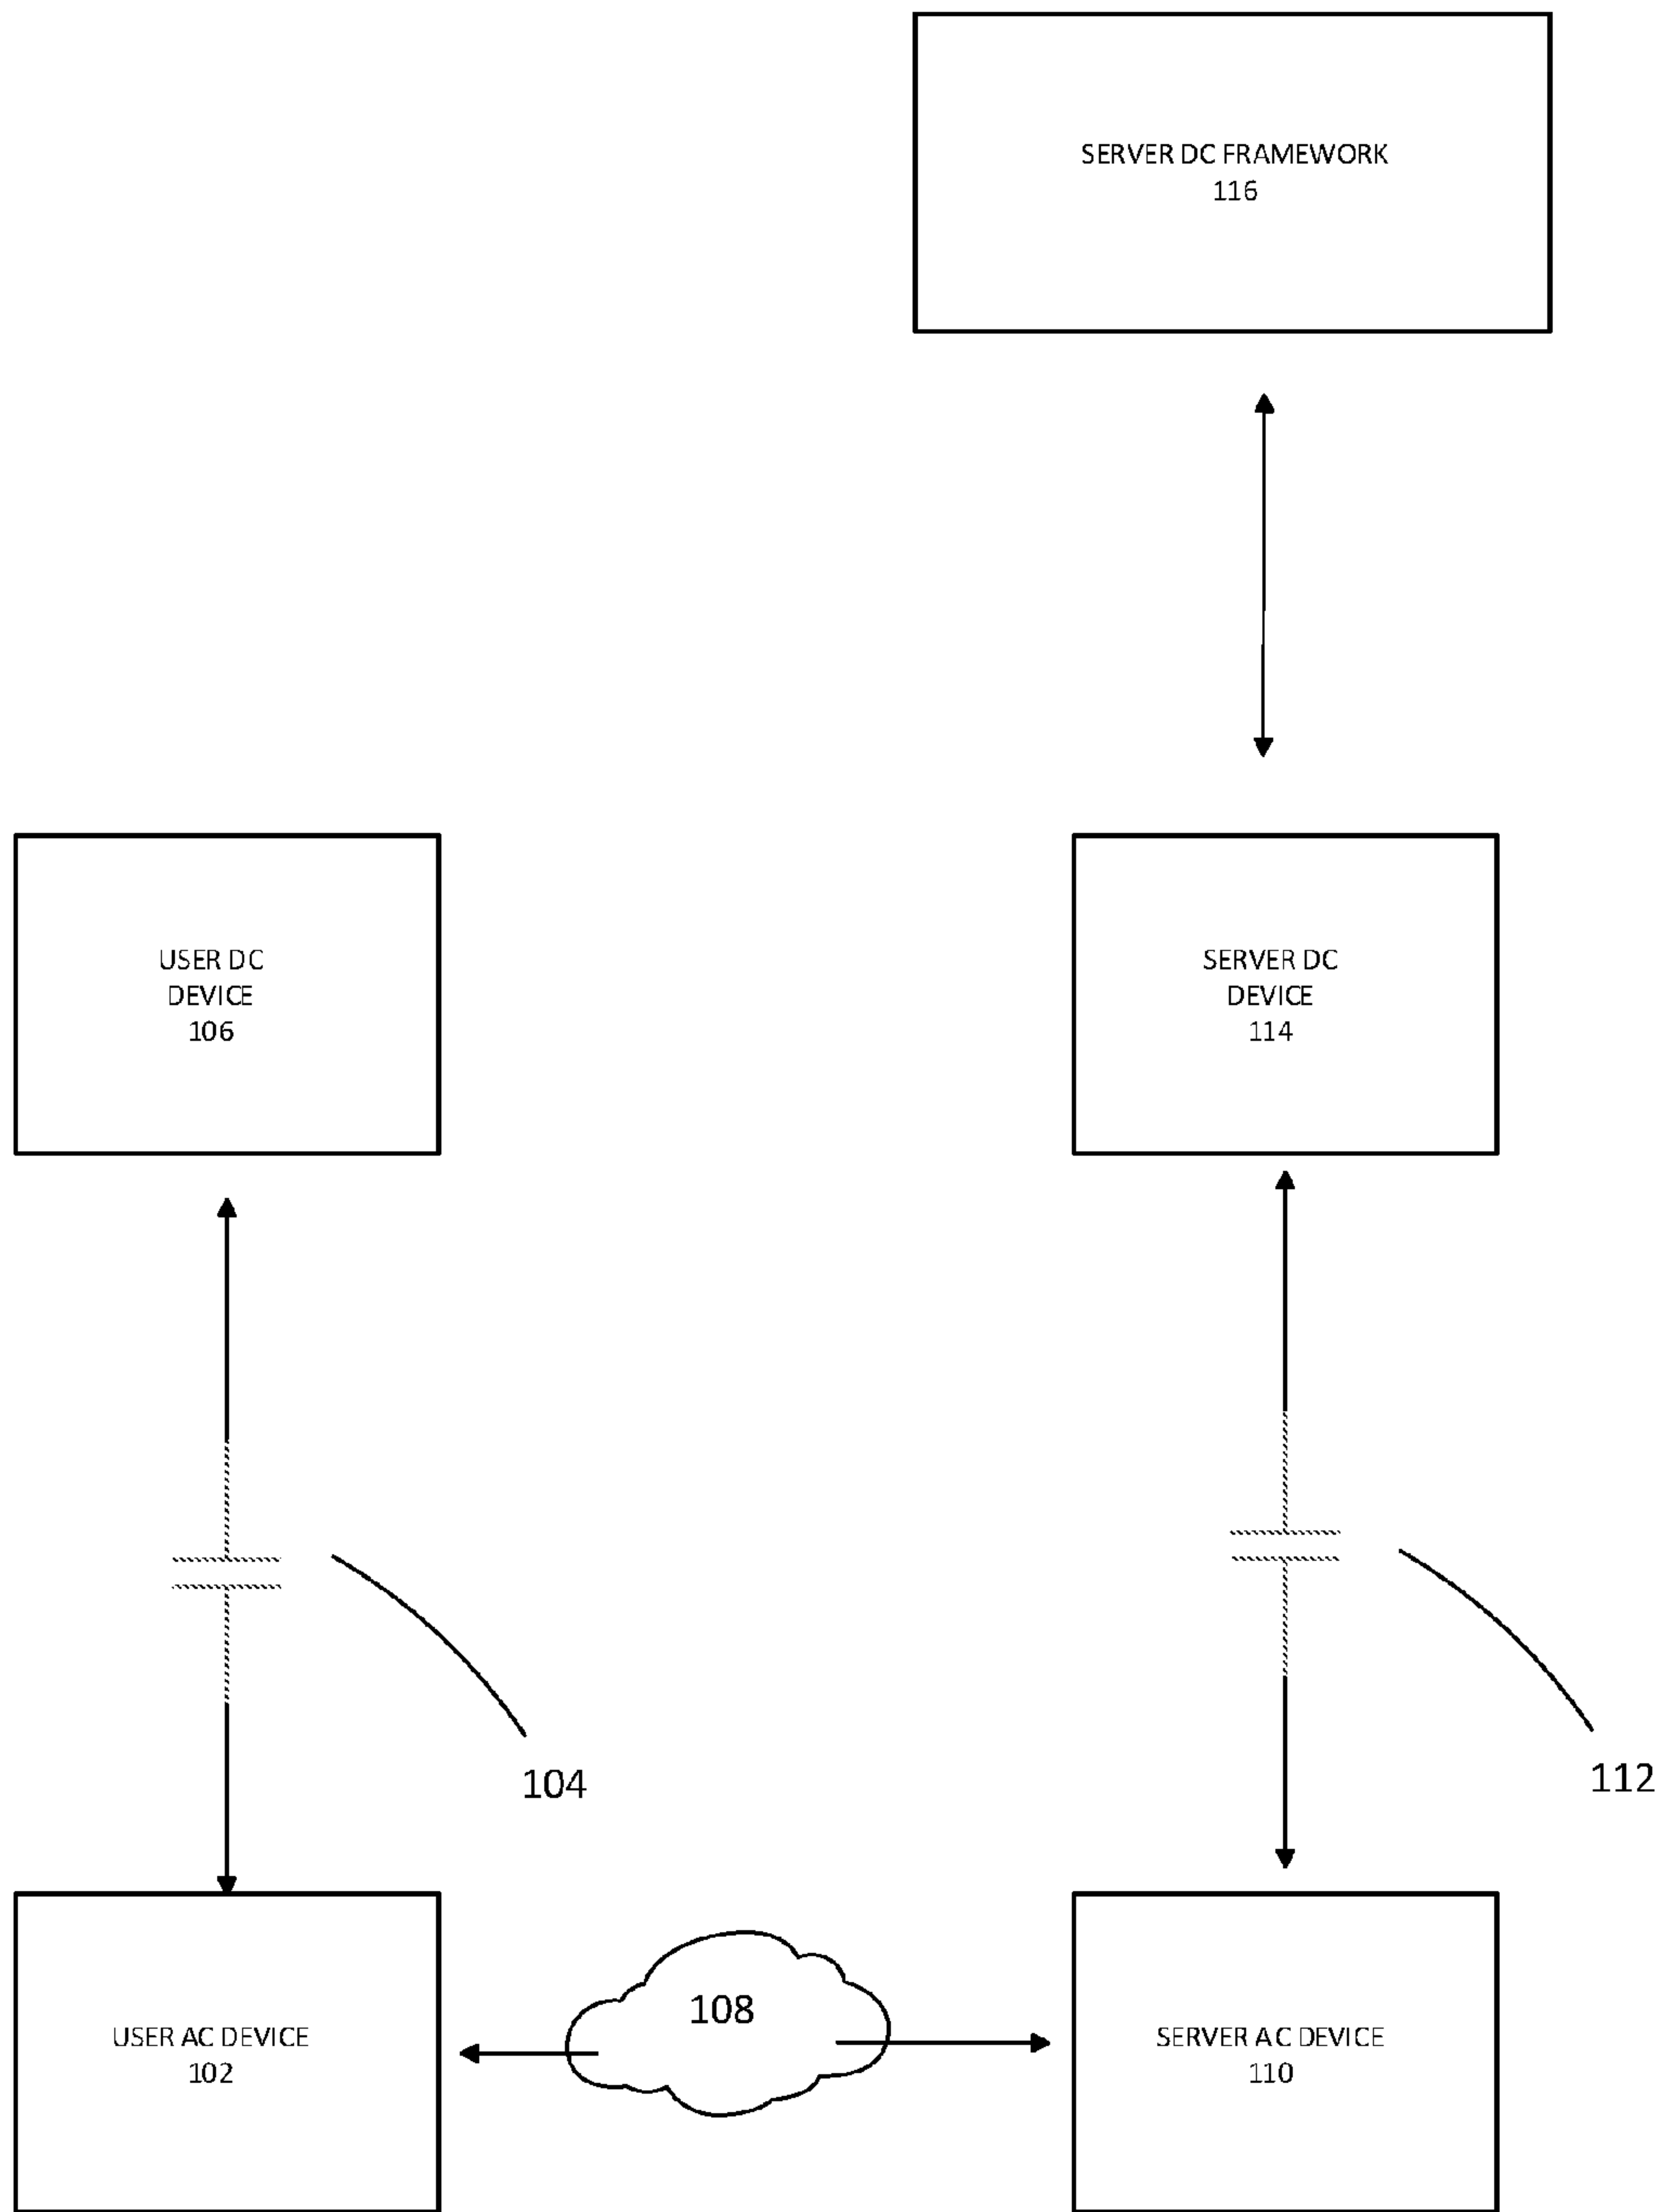 SERVER DC FRAMEWORK
116
USER DC
DEVICE
106
SERVER DC
DEVICE
114
104
112
USER AC DEVICE
102
108
SERVER AC DEVICE
110